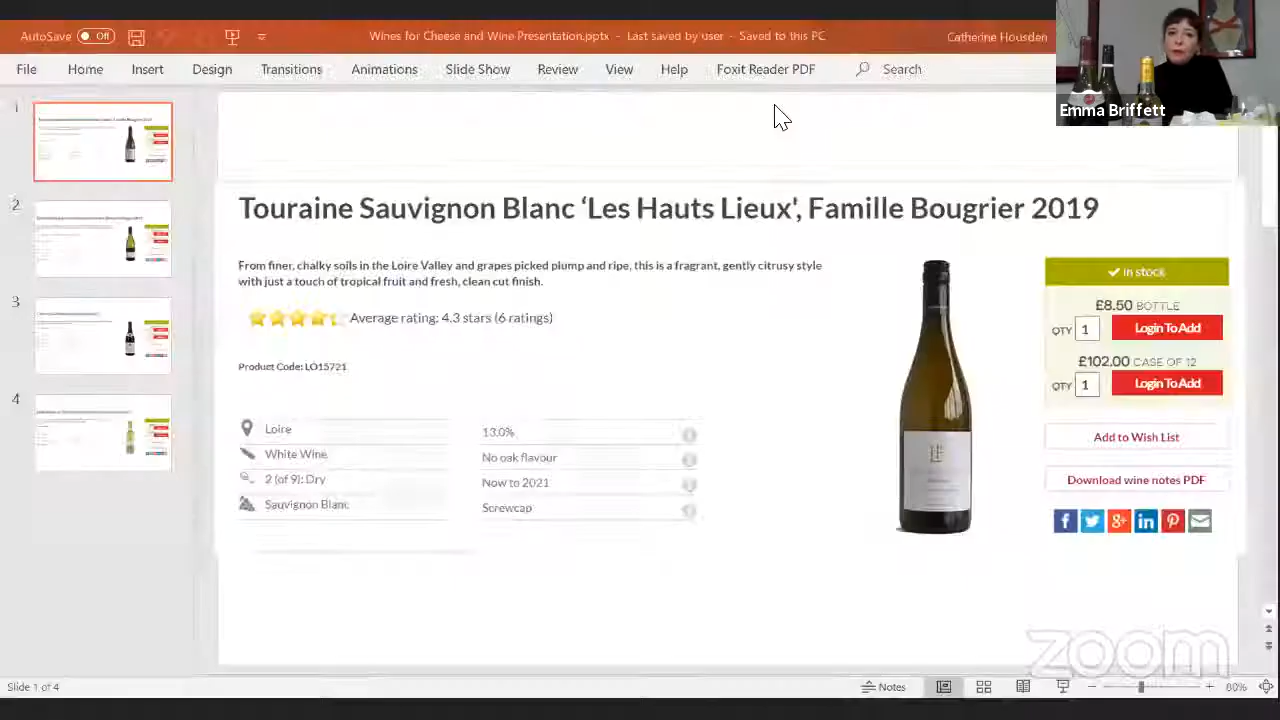 AutoSave Off Wines for Cheese and Wine Presentation.pptx - Last saved by user - Saved to this PC Catherine Housden
File Home Insert Design Transitions Animations Slide Show Review View Help Foxit Reader PDF Search
Emma Briffett
1
2
3
4
Touraine Sauvignon Blanc ‘Les Hauts Lieux', Famille Bougrier 2019
From finer, chalky soils in the Loire Valley and grapes picked plump and ripe, this is a fragrant, gently citrusy style
with just a touch of tropical fruit and fresh, clean cut finish.
Average rating: 4.3 stars (6 ratings)
Product Code: LO15721
Loire
White Wine
2 (of 9): Dry
Sauvignon Blanc
13.0%
No oak flavour
Now to 2021
Screwcap
in stock
£8.50 BOTTLE
QTY 1 Login To Add
£102.00 CASE OF 12
QTY 1 Login To Add
Add to Wish List
Download wine notes PDF
zoom
Slide 1 of 4 Notes 80%